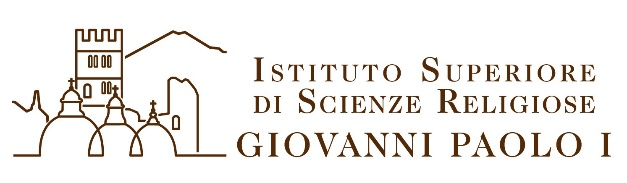 Istituto Superiore
di Scienze Religiose
GIOVANNI PAOLO I